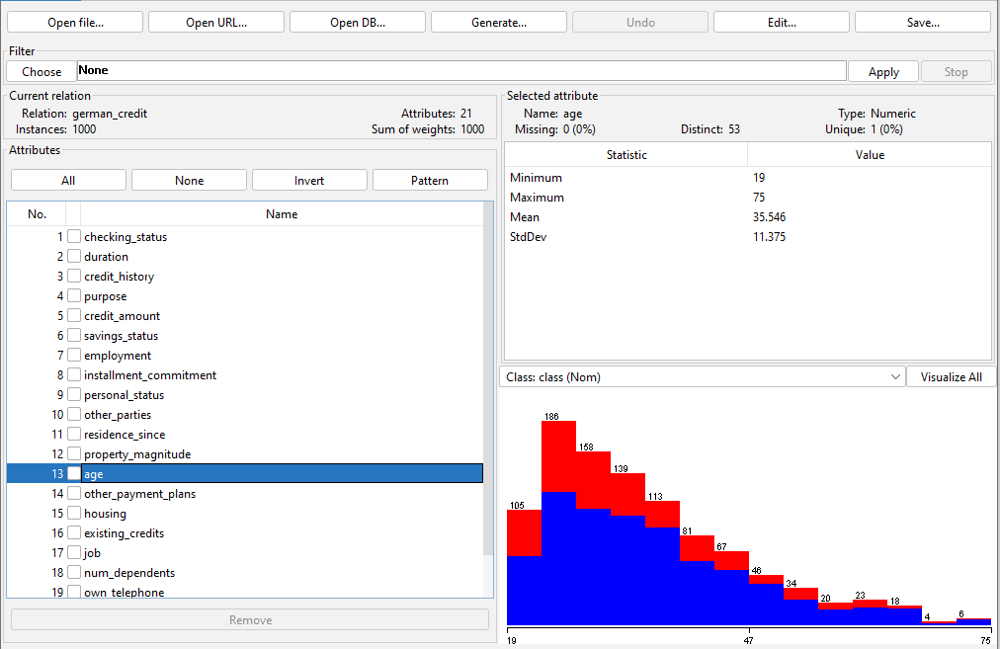 Open file... Open URL... Open DB... Generate... Undo Edit... Save...
Filter
Choose None Apply Stop
Current relation
Relation: german_credit Attributes: 21
Instances: 1000 Sum of weights: 1000
Attributes
All None Invert Pattern
No. Name
1 checking_status
2 duration
3 credit_history
4 purpose
5 credit_amount
6 savings_status
7 employment
8 installment_commitment
9 personal_status
10 other_parties
11 residence_since
12 property_magnitude
13 age
14 other_payment_plans
15 housing
16 existing_credits
17 job
18 num_dependents
19 own_telephone
Remove
Selected attribute
Name: age Type: Numeric
Missing: 0 (0%) Distinct: 53 Unique: 1 (0%)
Statistic Value
Minimum 19
Maximum 75
Mean 35.546
StdDev 11.375
Class: class (Nom) Visualize All
186
158
139
105
113
81
67
46
34
20
23
18
4
6
19 47 75